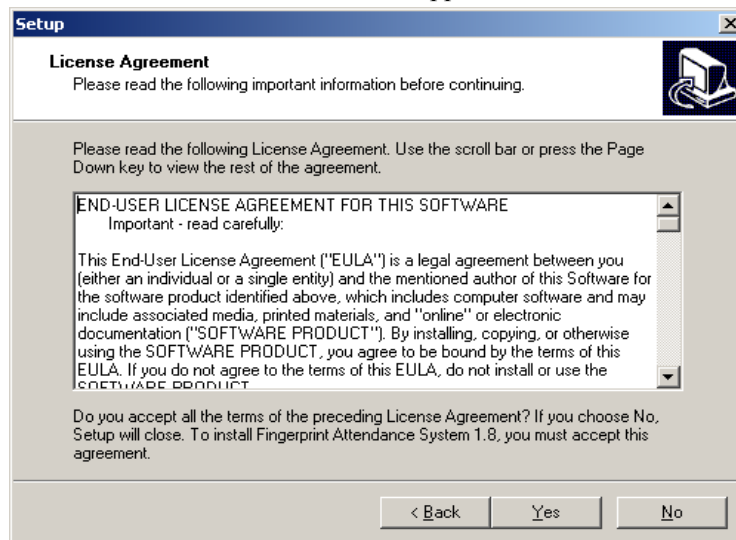 Setup
License Agreement
Please read the following important information before continuing.
Please read the following License Agreement. Use the scroll bar or press the Page
Down key to view the rest of the agreement.
END-USER LICENSE AGREEMENT FOR THIS SOFTWARE
Important - read carefully:
This End-User License Agreement ("EULA") is a legal agreement between you
(either an individual or a single entity) and the mentioned author of this Software for
the software product identified above, which includes computer software and may
include associated media, printed materials, and "online" or electronic
documentation ("SOFTWARE PRODUCT"). By installing, copying, or otherwise
using the SOFTWARE PRODUCT, you agree to be bound by the terms of this
EULA. If you do not agree to the terms of this EULA, do not install or use the
SOFTWARE PRODUCT
Do you accept all the terms of the preceding License Agreement? If you choose No,
Setup will close. To install Fingerprint Attendance System 1.8, you must accept this
agreement.
< Back Yes No